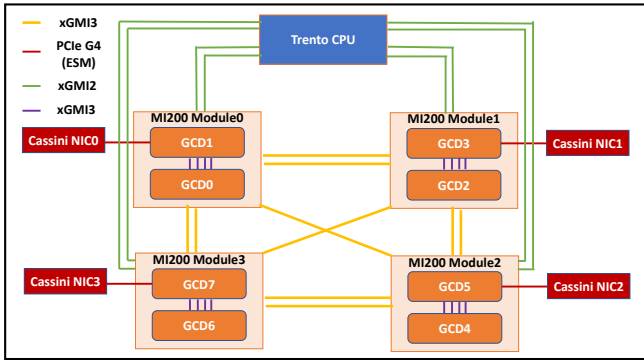 xGMI3
PCIe G4
(ESM)
xGMI2
xGMI3
Trento CPU
MI200 Module0
GCD1
GCD0
Cassini NIC0
MI200 Module1
GCD3
GCD2
Cassini NIC1
MI200 Module3
GCD7
GCD6
Cassini NIC3
MI200 Module2
GCD5
GCD4
Cassini NIC2